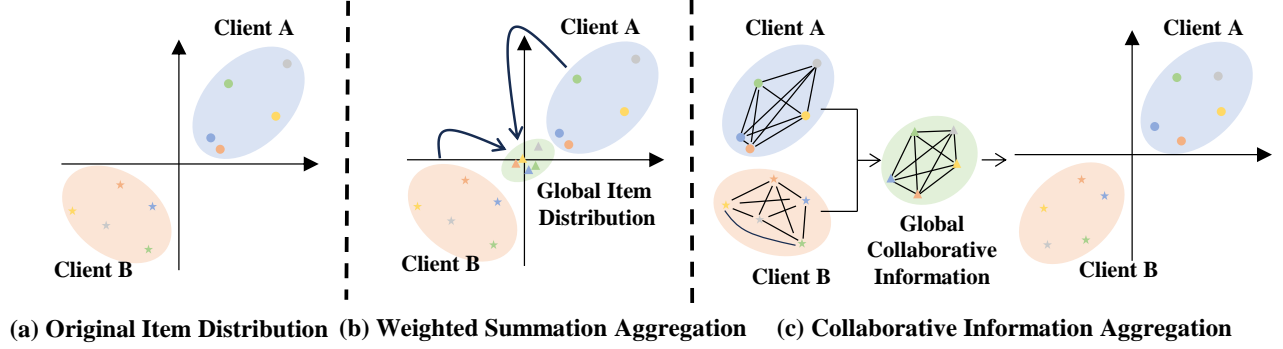 Client A
Client B
(a) Original Item Distribution
Client A
Global Item
Distribution
Client B
(b) Weighted Summation Aggregation
Client A
Client B
Global
Collaborative
Information
Client A
Client B
(c) Collaborative Information Aggregation